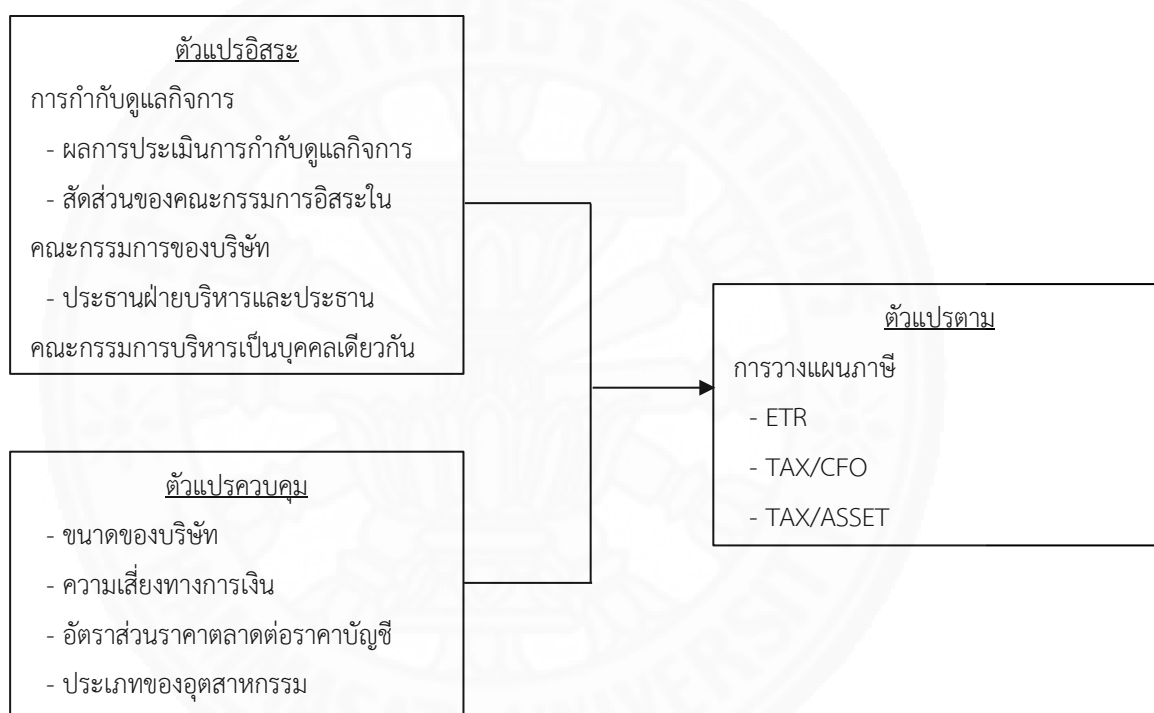 ตัวแปรอิสระ
การกำกับดูแลกิจการ
- ผลการประเมินการกำกับดูแลกิจการ
- สัดส่วนของคณะกรรมการอิสระใน
คณะกรรมการของบริษัท
- ประธานฝ่ายบริหารและประธาน
คณะกรรมการบริหารเป็นบุคคลเดียวกัน
ตัวแปรควบคุม
- ขนาดของบริษัท
- ความเสี่ยงทางการเงิน
- อัตราส่วนราคาตลาดต่อราคาบัญชี
- ประเภทของอุตสาหกรรม
ตัวแปรตาม
การวางแผนภาษี
- ETR
- TAX/CFO
- TAX/ASSET